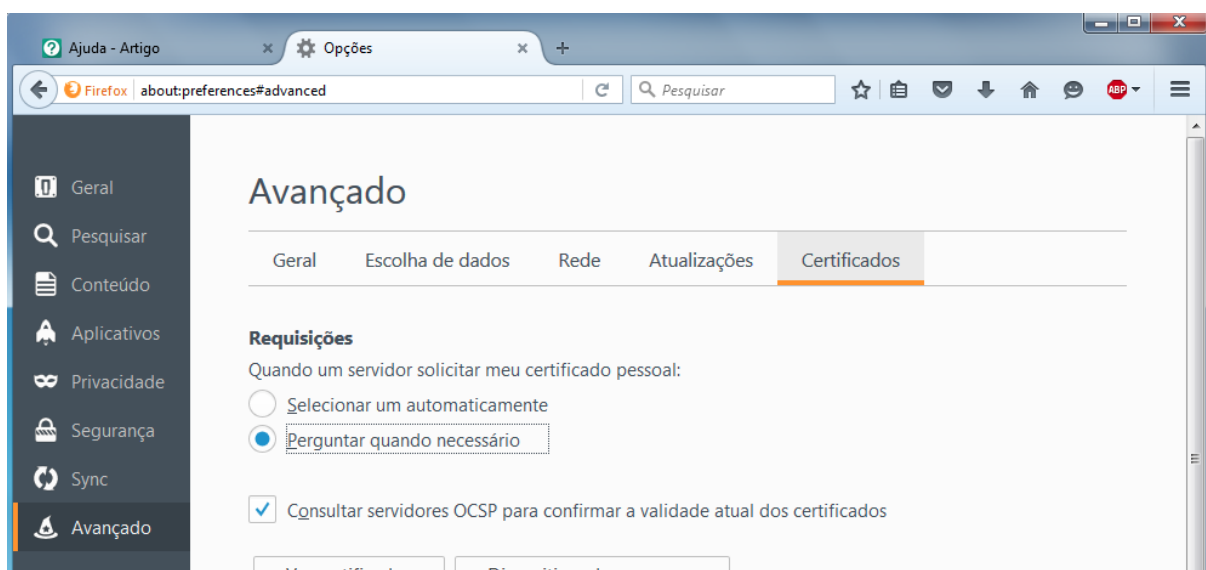 Ajuda - Artigo
Opções
Firefox about:preferences#advanced
Pesquisar
ABP
Geral
Pesquisar
Conteúdo
Aplicativos
Privacidade
Segurança
Sync
Avançado
Avançado
Geral Escolha de dados Rede Atualizações Certificados
Requisições
Quando um servidor solicitar meu certificado pessoal:
Selecionar um automaticamente
Perguntar quando necessário
Consultar servidores OCSP para confirmar a validade atual dos certificados